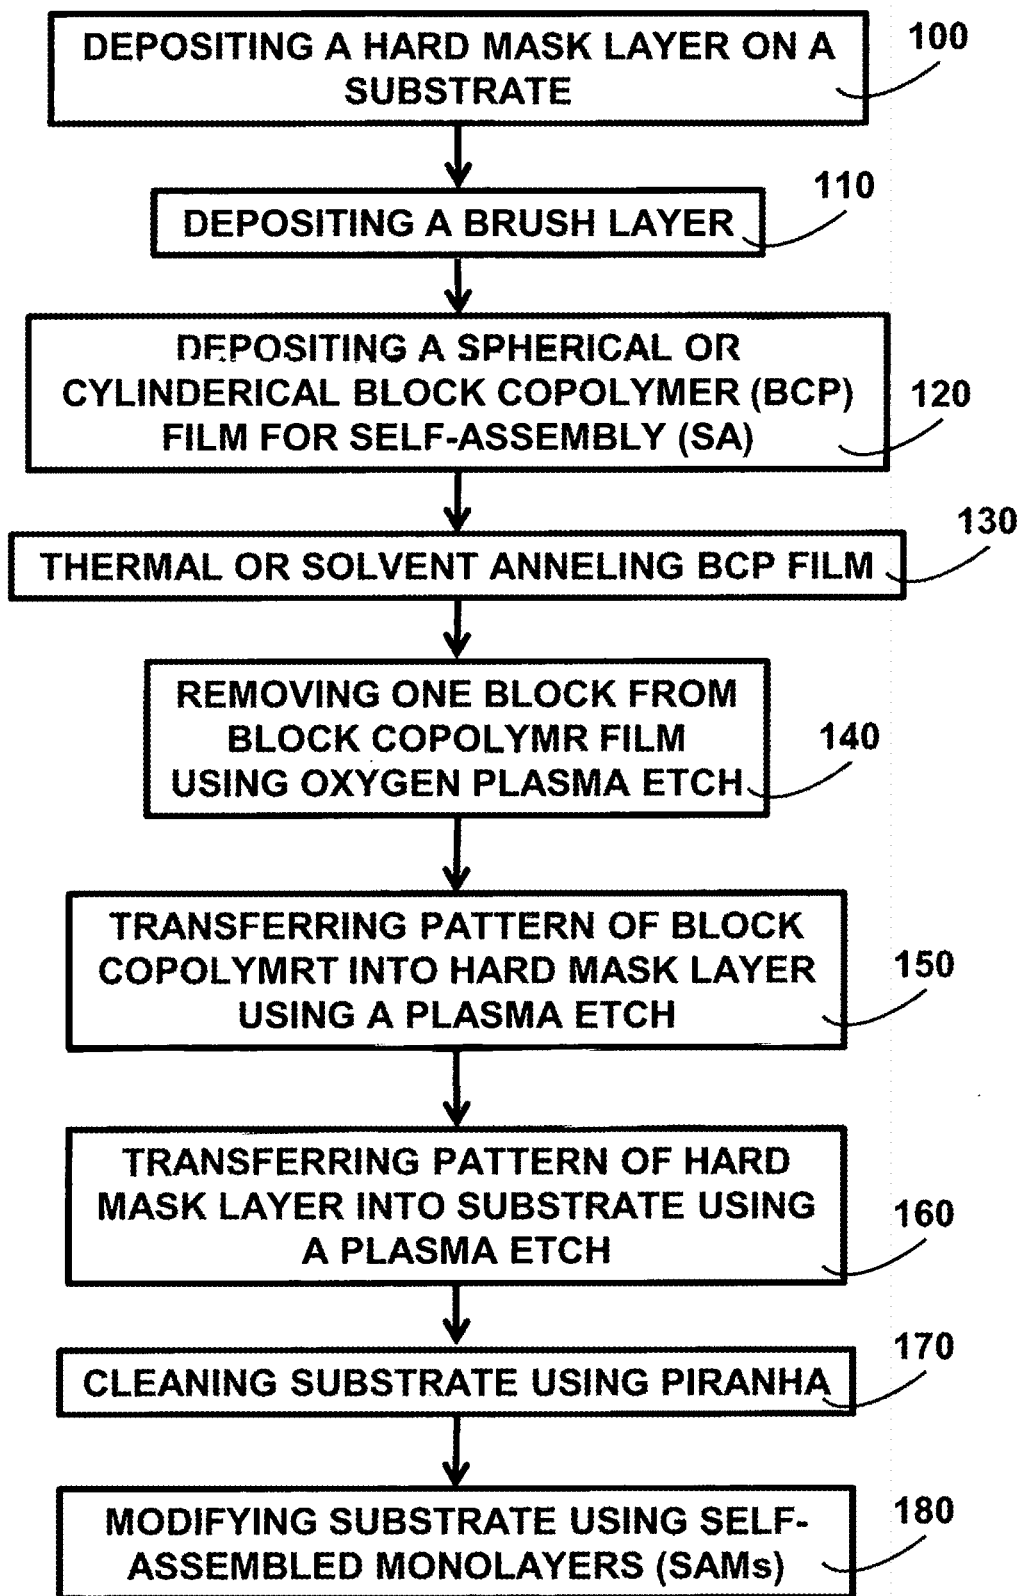 DEPOSITING A HARD MASK LAYER ON A
SUBSTRATE
100
DEPOSITING A BRUSH LAYER
110
DEPOSITING A SPHERICAL OR
CYLINDERICAL BLOCK COPOLYMER (BCP)
FILM FOR SELF-ASSEMBLY (SA)
120
THERMAL OR SOLVENT ANNELING BCP FILM
130
REMOVING ONE BLOCK FROM
BLOCK COPOLYMR FILM
USING OXYGEN PLASMA ETCH
140
TRANSFERRING PATTERN OF BLOCK
COPOLYMRT INTO HARD MASK LAYER
USING A PLASMA ETCH
150
TRANSFERRING PATTERN OF HARD
MASK LAYER INTO SUBSTRATE USING
A PLASMA ETCH
160
CLEANING SUBSTRATE USING PIRANHA
170
MODIFYING SUBSTRATE USING SELF-
ASSEMBLED MONOLAYERS (SAMs)
180